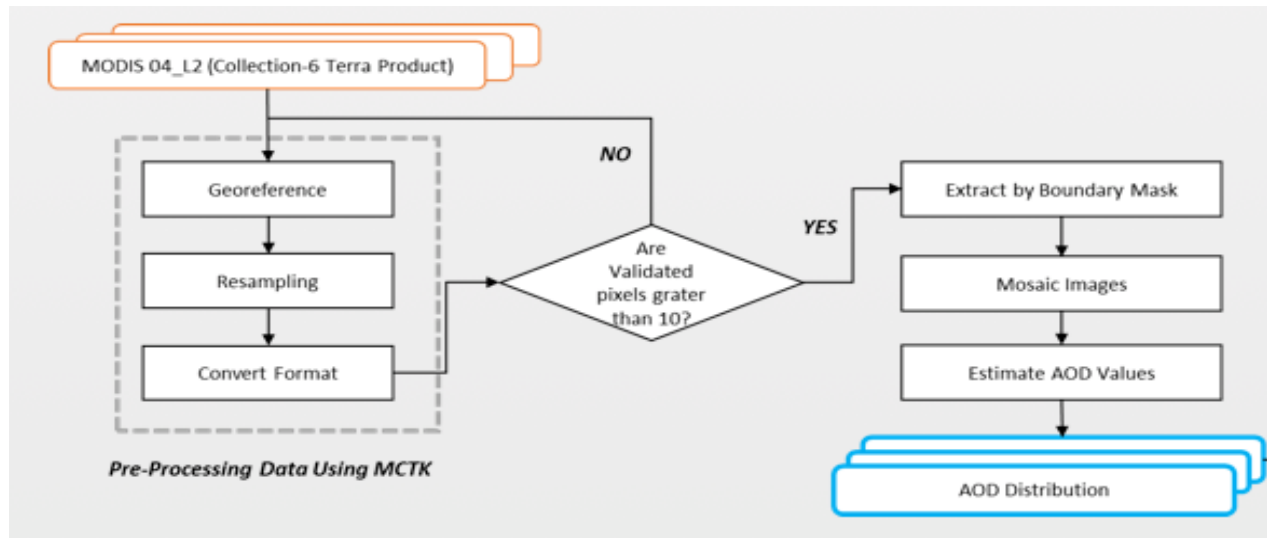 MODIS 04_L2 (Collection-6 Terra Product)
Georeference
Resampling
Convert Format
Pre-Processing Data Using MCTK
NO
Are
Validated
pixels grater
than 10?
YES
Extract by Boundary Mask
Mosaic Images
Estimate AOD Values
AOD Distribution